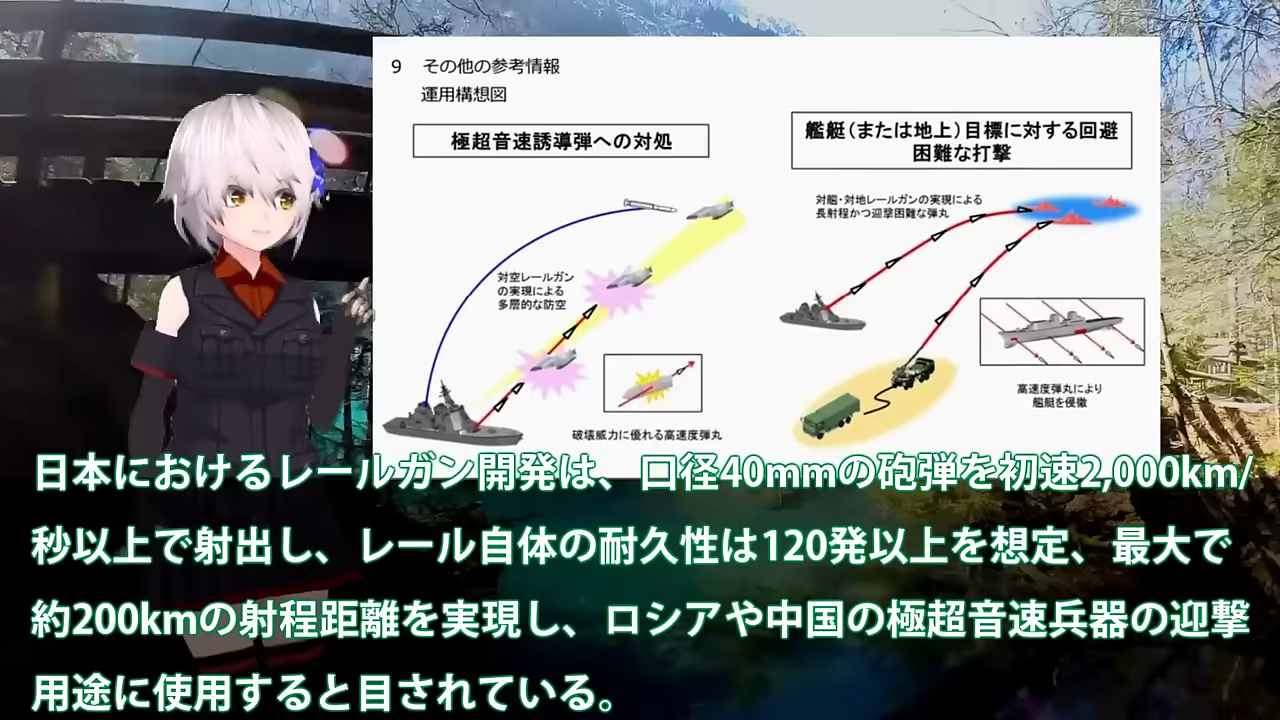 9 その他の参考情報
運用構想図
極超音速誘導弾への対処
艦艇(または地上)目標に対する回避
困難な打撃
対艦・対地レールガンの実現による
長射程かつ迎撃困難な弾丸
対空レールガン
の実現による
多層的な防空
破壊威力に優れる高速度弾丸
高速度弾丸により
艦艇を侵徹
日本におけるレールガン開発は、口径40mmの砲弾を初速2,000km/
秒以上で射出し、レール自体の耐久性は120発以上を想定、最大で
約200kmの射程距離を実現し、ロシアや中国の極超音速兵器の迎撃
用途に使用すると目されている。